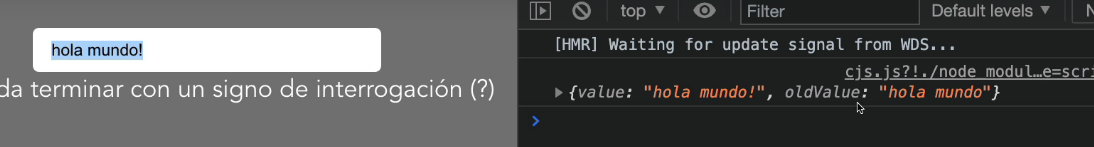 hola mundo!
da terminar con un signo de interrogación (?)
top ▼ Filter Default levels ▼ N
[HMR] Waiting for update signal from WDS...
cjs.js?!./node_modul…e=scri
▶ {value: "hola mundo!", oldValue: "hola mundo"}
>